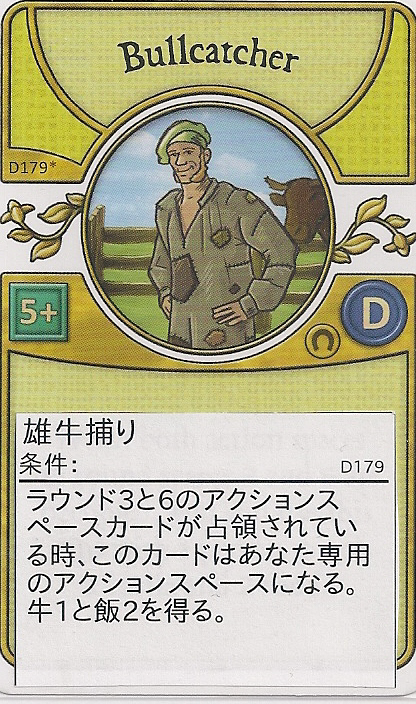 Bullcatcher
D179*
5+
D
雄牛捕り
条件:
D179
ラウンド3と6のアクションス
ペースカードが占領されてい
る時、このカードはあなた専用
のアクションスペースになる。
牛1と飯2を得る。